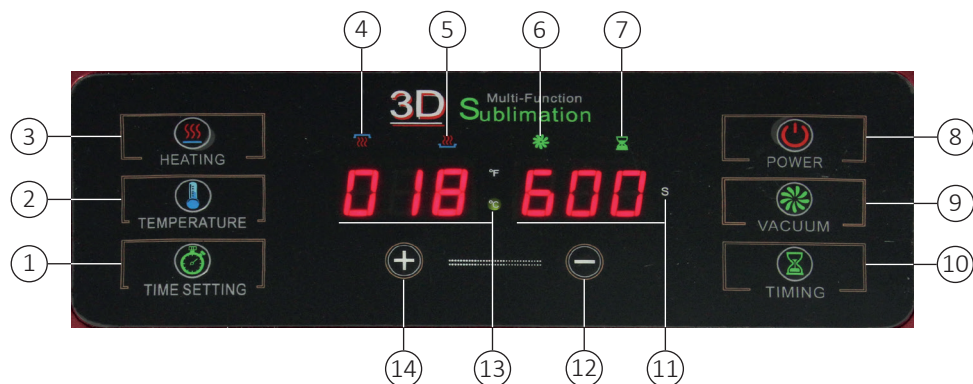 4 5 6 7
3D Multi-Function
Sublimation
3 HEATING
POWER 8
°F
018 600
°C S
2 TEMPERATURE
VACUUM 9
+ −
1 TIME SETTING
TIMING 10
14 13 12 11